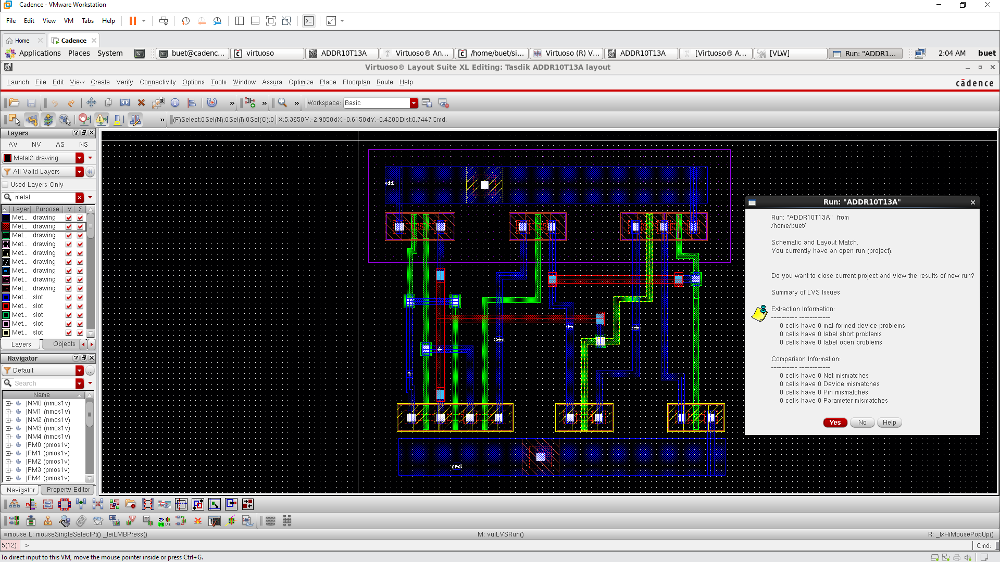 Cadence - VMware Workstation
File Edit View VM Tabs Help
Home Cadence
Applications Places System buet@cadenc... virtuoso ADDR10T13A Virtuoso® An... /home/buet/si... Virtuoso (R) V... ADDR10T13A [Virtuoso® A... [VLW] Run: "ADDR1... 2:04 AM buet
Virtuoso® Layout Suite XL Editing: Tasdik ADDR10T13A layout
Launch File Edit View Create Verify Connectivity Options Tools Window Assura Optimize Place Floorplan Route Help
cādence
Workspace: Basic
(F)Select:0 Sel(N):0 Sel(I):0 Sel(O):0 X:5.3650 Y:-2.9850 dX:-0.6150 dY:-0.4200 Dist:0.7447 Cmd:
Layers
AV NV AS NS
Metal2 drawing
All Valid Layers
Used Layers Only
metal
Layer Purpose V S
Met... drawing
Met... drawing
Met... drawing
Met... drawing
Met... drawing
Met... drawing
Met... drawing
Met... drawing
Met... drawing
Met... slot
Met... slot
Met... slot
Met... slot
Met... slot
Layers Objects
Navigator
Default
Search
Name
|NM0 (nmos1v)
|NM1 (nmos1v)
|NM2 (nmos1v)
|NM3 (nmos1v)
|NM4 (nmos1v)
|PM0 (pmos1v)
|PM1 (pmos1v)
|PM2 (pmos1v)
|PM3 (pmos1v)
|PM4 (pmos1v)
Navigator Property Editor
Cout
A
Run: "ADDR10T13A"
Run: "ADDR10T13A" from
/home/buet/
Schematic and Layout Match.
You currently have an open run (project).
Do you want to close current project and view the results of new run?
Summary of LVS Issues
Extraction Information:
---------- ------------
0 cells have 0 mal-formed device problems
0 cells have 0 label short problems
0 cells have 0 label open problems
Comparison Information:
---------- ------------
0 cells have 0 Net mismatches
0 cells have 0 Device mismatches
0 cells have 0 Pin mismatches
0 cells have 0 Parameter mismatches
Yes No Help
mouse L: mouseSingleSelectPt() _leiLMBPress() M: vuiLVSRun() R: _lxHiMousePopUp()
5(12) > Cmd:
To direct input to this VM, move the mouse pointer inside or press Ctrl+G.